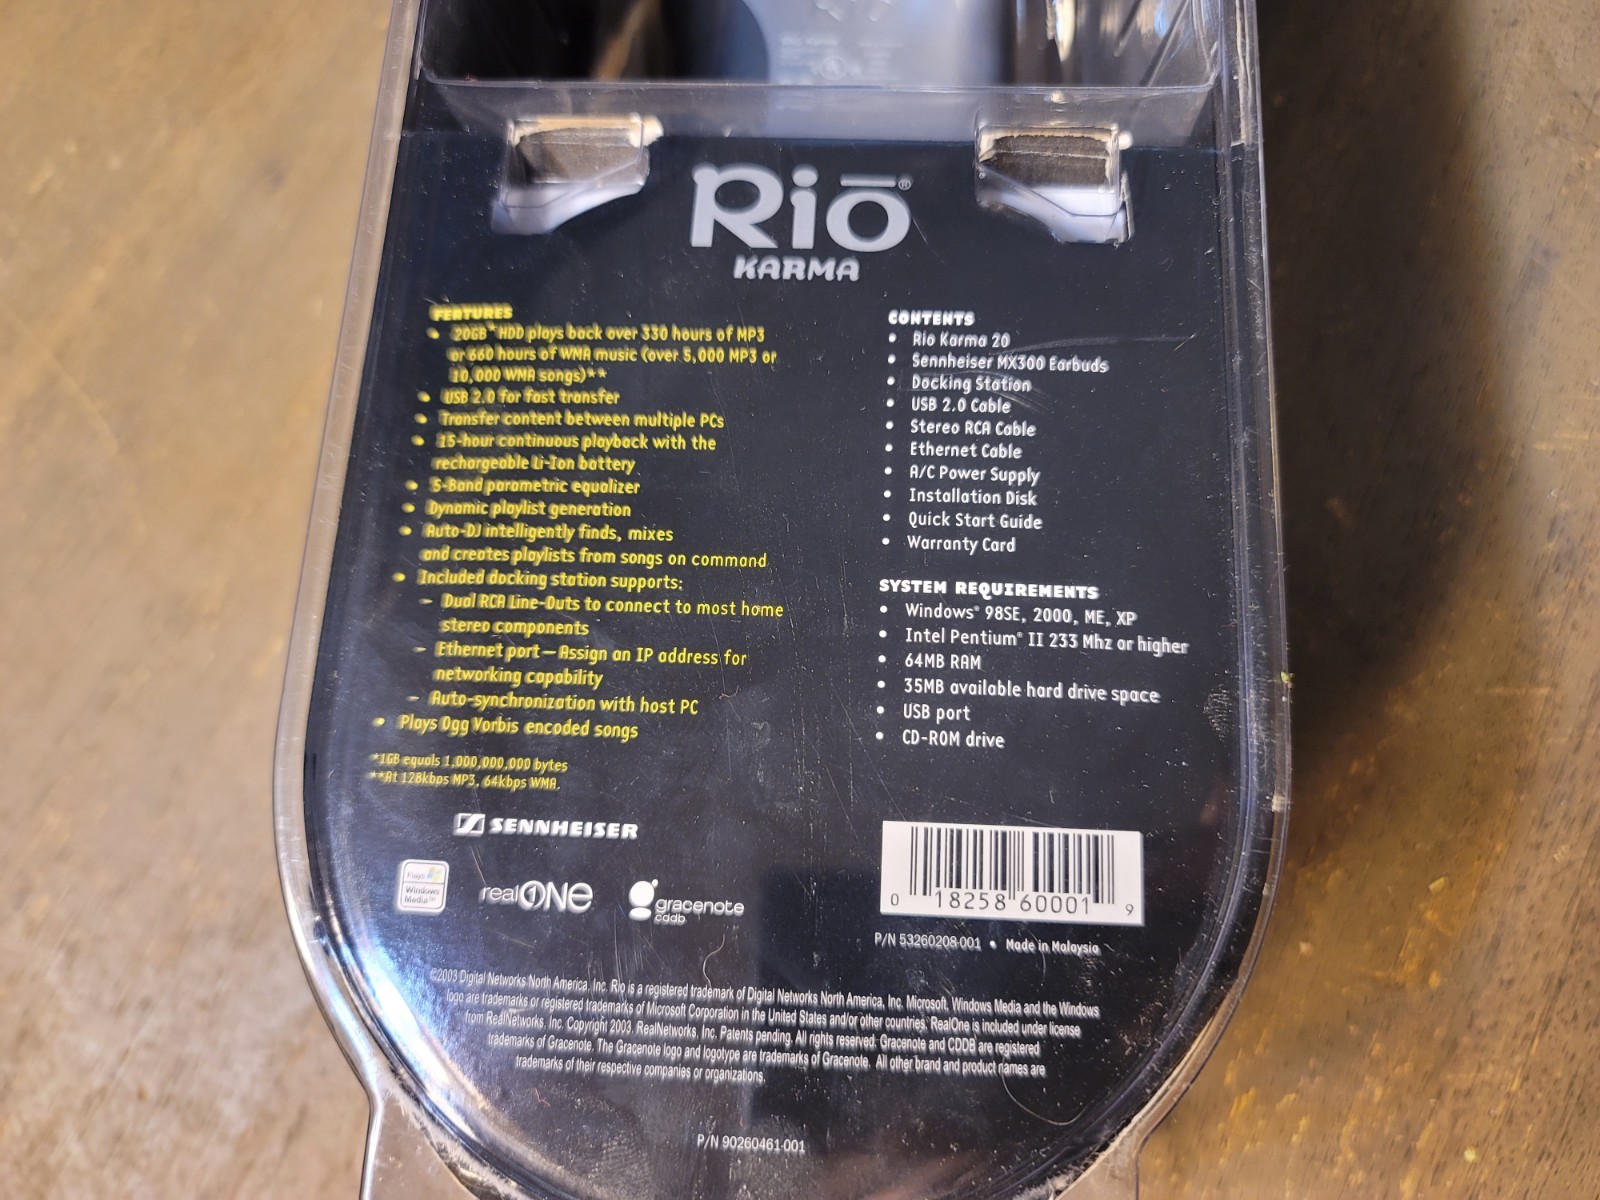 Riō®
KARMA
FEATURES
• 20GB* HDD plays back over 330 hours of MP3
or 660 hours of WMA music (over 5,000 MP3 or
10,000 WMA songs)**
• USB 2.0 for fast transfer
• Transfer content between multiple PCs
• 15-hour continuous playback with the
rechargeable Li-Ion battery
• 5-Band parametric equalizer
• Dynamic playlist generation
• Auto-DJ intelligently finds, mixes
and creates playlists from songs on command
• Included docking station supports:
– Dual RCA Line-Outs to connect to most home
stereo components
– Ethernet port – Assign an IP address for
networking capability
– Auto-synchronization with host PC
• Plays Ogg Vorbis encoded songs
*1GB equals 1,000,000,000 bytes
**At 128kbps MP3, 64kbps WMA.
CONTENTS
• Rio Karma 20
• Sennheiser MX300 Earbuds
• Docking Station
• USB 2.0 Cable
• Stereo RCA Cable
• Ethernet Cable
• A/C Power Supply
• Installation Disk
• Quick Start Guide
• Warranty Card
SYSTEM REQUIREMENTS
• Windows® 98SE, 2000, ME, XP
• Intel Pentium® II 233 Mhz or higher
• 64MB RAM
• 35MB available hard drive space
• USB port
• CD-ROM drive
SENNHEISER
Plays
Windows
Media™
realONE
gracenote
cddb
0 18258 60001 9
P/N 53260208-001 • Made in Malaysia
©2003 Digital Networks North America, Inc. Rio is a registered trademark of Digital Networks North America, Inc. Microsoft, Windows Media and the Windows
logo are trademarks or registered trademarks of Microsoft Corporation in the United States and/or other countries. RealOne is included under license
from RealNetworks, Inc. Copyright 2003, RealNetworks, Inc. Patents pending. All rights reserved. Gracenote and CDDB are registered
trademarks of Gracenote. The Gracenote logo and logotype are trademarks of Gracenote. All other brand and product names are
trademarks of their respective companies or organizations.
P/N 90260461-001